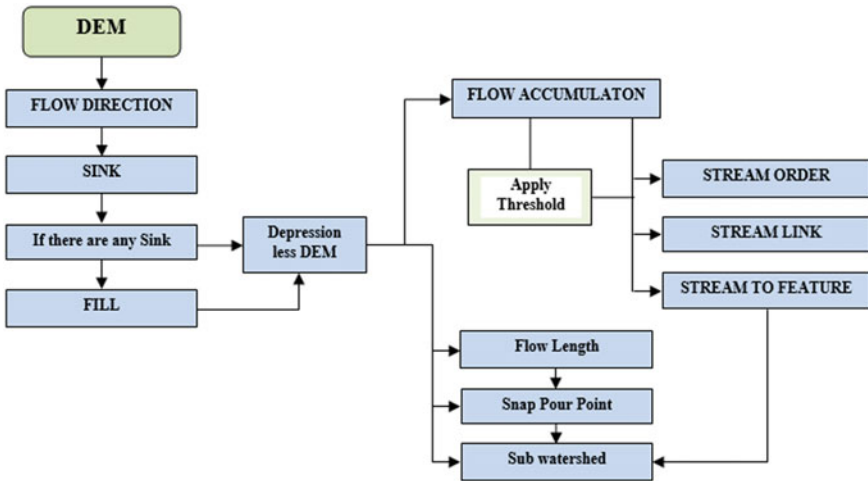 DEM
FLOW DIRECTION
SINK
If there are any Sink
FILL
Depression
less DEM
FLOW ACCUMULATON
Apply
Threshold
STREAM ORDER
STREAM LINK
STREAM TO FEATURE
Flow Length
Snap Pour Point
Sub watershed